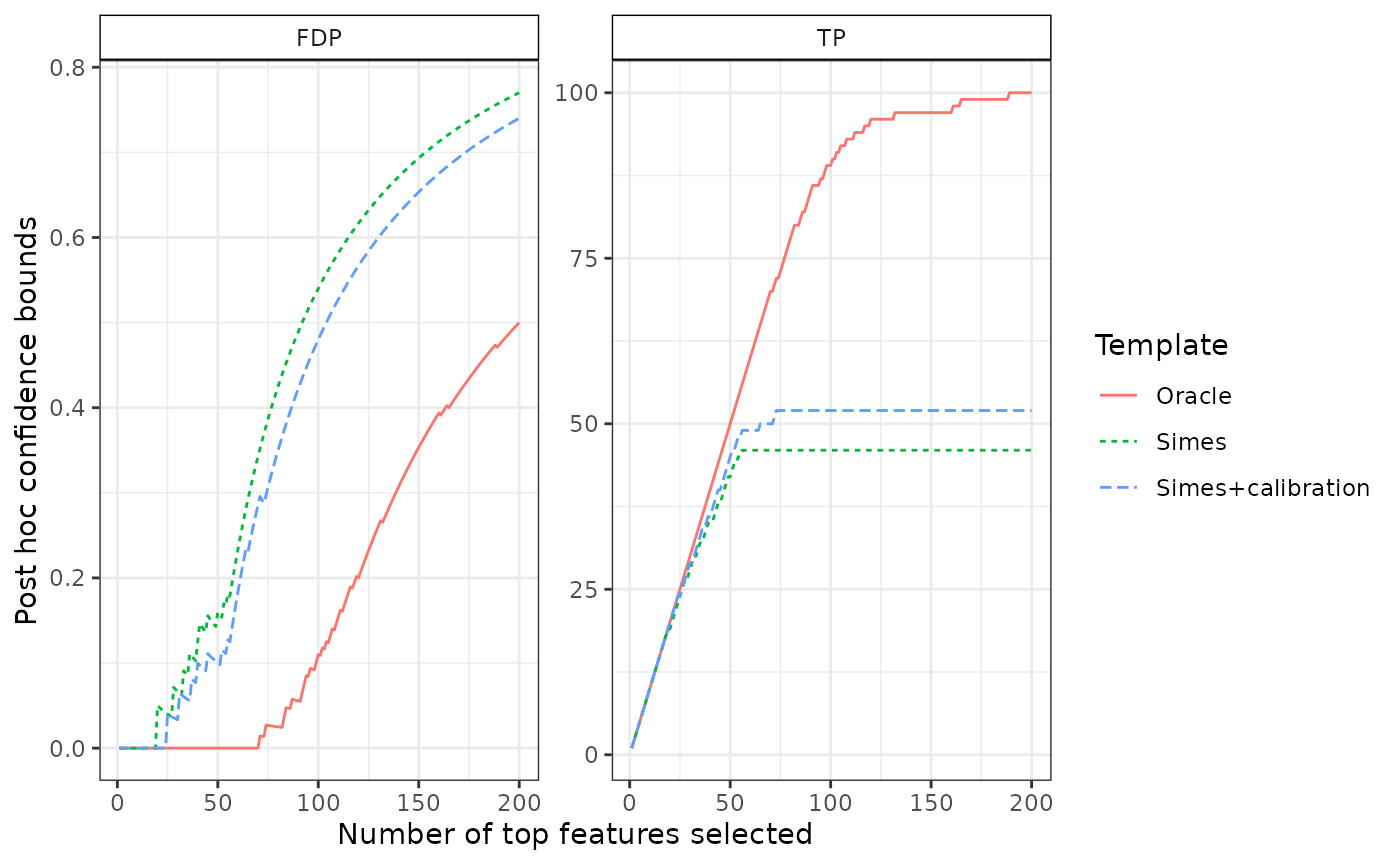 FDP
TP
Post hoc confidence bounds
0.8
0.6
0.4
0.2
0.0
100
75
50
25
0
0 50 100 150 200
0 50 100 150 200
Number of top features selected
Template
Oracle
Simes
Simes+calibration